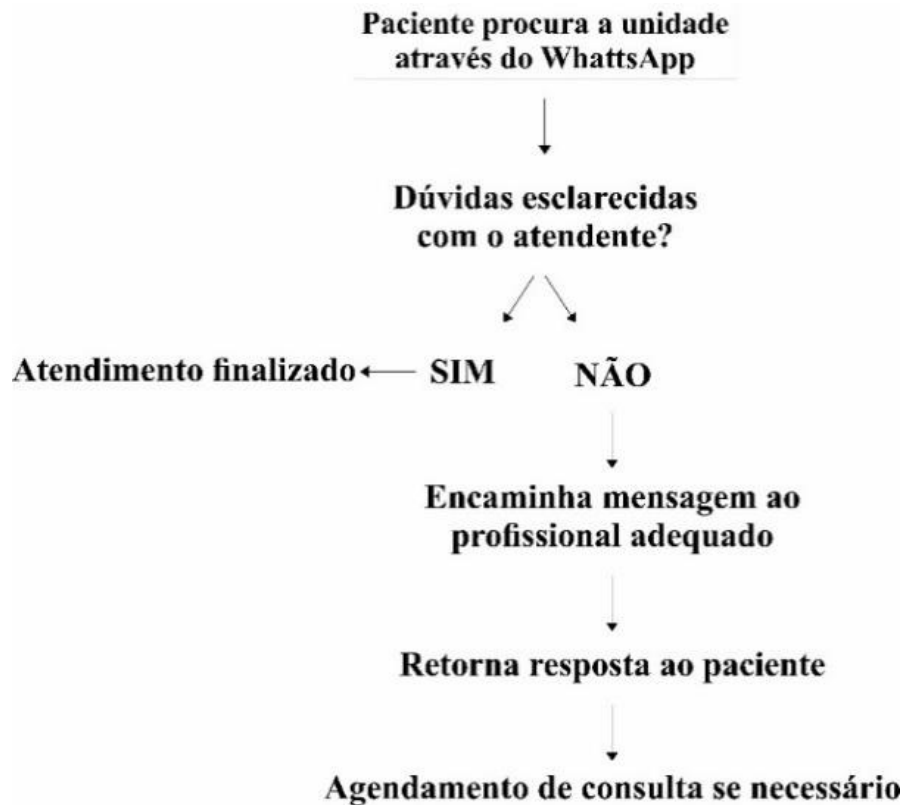 Paciente procura a unidade
através do WhattsApp
Dúvidas esclarecidas
com o atendente?
Atendimento finalizado
SIM
NÃO
Encaminha mensagem ao
profissional adequado
Retorna resposta ao paciente
Agendamento de consulta se necessário